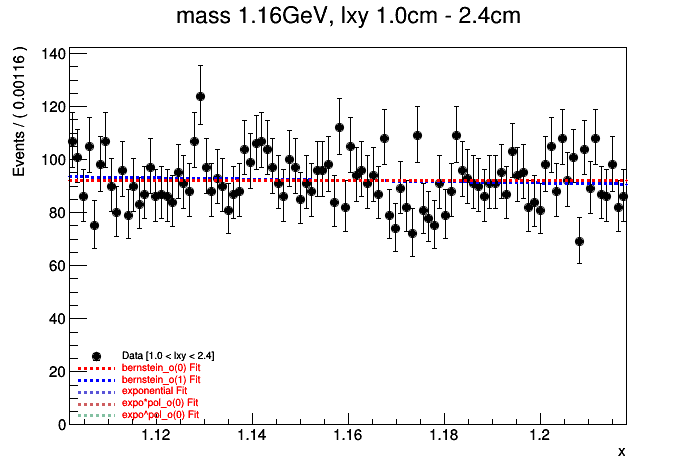 mass 1.16GeV, lxy 1.0cm - 2.4cm
Events / ( 0.00116 )
140
120
100
80
60
40
20
0
Data [1.0 < lxy < 2.4]
bernstein_o(0) Fit
bernstein_o(1) Fit
exponential Fit
expo*pol_o(0) Fit
expo^pol_o(0) Fit
1.12 1.14 1.16 1.18 1.2
x